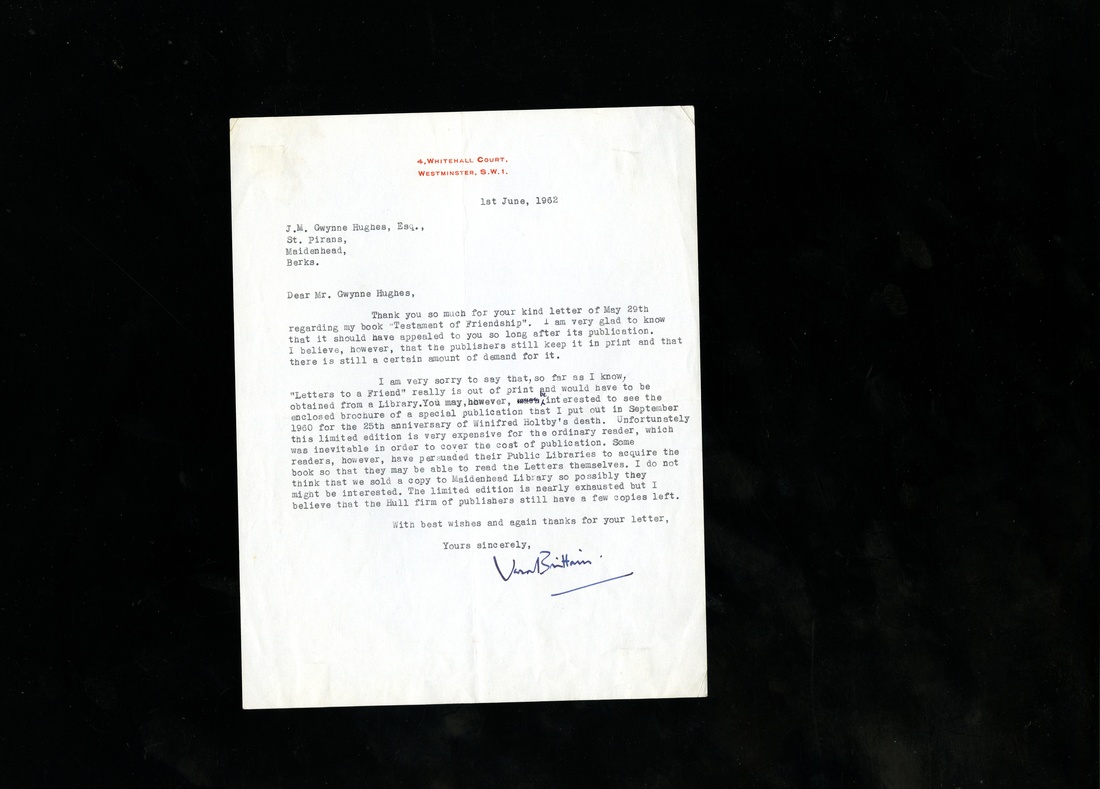 4, WHITEHALL COURT,
WESTMINSTER, S.W.1.
1st June, 1962
J.M. Gwynne Hughes, Esq.,
St. Pirans,
Maidenhead,
Berks.
Dear Mr. Gwynne Hughes,
Thank you so much for your kind letter of May 29th
regarding my book "Testament of Friendship". I am very glad to know
that it should have appealed to you so long after its publication.
I believe, however, that the publishers still keep it in print and that
there is still a certain amount of demand for it.
I am very sorry to say that, so far as I know,
"Letters to a Friend" really is out of print and would have to be
obtained from a Library. You may, however, be interested to see the
enclosed brochure of a special publication that I put out in September
1960 for the 25th anniversary of Winifred Holtby's death. Unfortunately
this limited edition is very expensive for the ordinary reader, which
was inevitable in order to cover the cost of publication. Some
readers, however, have persuaded their Public Libraries to acquire the
book so that they may be able to read the Letters themselves. I do not
think that we sold a copy to Maidenhead Library so possibly they
might be interested. The limited edition is nearly exhausted but I
believe that the Hull firm of publishers still have a few copies left.
With best wishes and again thanks for your letter,
Yours sincerely,
Vera Brittain.